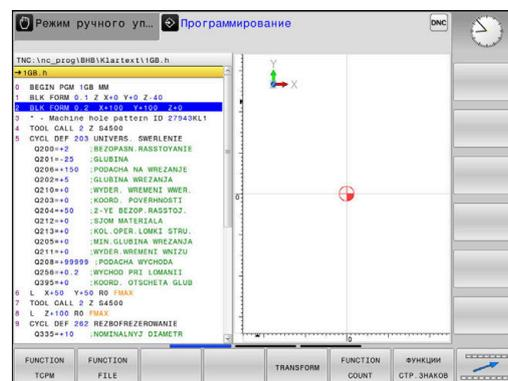 Режим ручного уп...
Программирование
DNC
TNC:\nc_prog\BHB\Klartext\1GB.h
→1GB.h
0 BEGIN PGM 1GB MM
1 BLK FORM 0.1 Z X+0 Y+0 Z-40
2 BLK FORM 0.2 X+100 Y+100 Z+0
3 * - Machine hole pattern ID 27943KL1
4 TOOL CALL 2 Z S4500
5 CYCL DEF 203 UNIVERS. SWERLENIE
Q200=+2 ;BEZOPASN.RASSTOYANIE
Q201=-25 ;GLUBINA
Q206=+150 ;PODACHA NA WREZANJE
Q202=+5 ;GLUBINA WREZANJA
Q210=+0 ;WYDER. WREMENI WWER.
Q203=+0 ;KOORD. POVERHNOSTI
Q204=+50 ;2-YE BEZOP.RASSTOJ.
Q212=+0 ;SJOM MATERIALA
Q213=+0 ;KOL.OPER.LOMKI STRU.
Q205=+0 ;MIN.GLUBINA WREZANJA
Q211=+0 ;WYDER.WREMENI WNIZU
Q208=+99999 ;PODACHA WYCHODA
Q256=+0.2 ;WYCHOD PRI LOMANII
Q395=+0 ;KOORD. OTSCHETA GLUB
6 L X+50 Y+50 R0 FMAX
7 TOOL CALL 2 Z S4500
8 L Z+100 R0 FMAX
9 CYCL DEF 262 REZBOFREZEROWANIE
Q335=+10 ;NOMINALNYJ DIAMETR
Y
X
0
0
FUNCTION TCPM
FUNCTION FILE
TRANSFORM
FUNCTION COUNT
ФУНКЦИИ СТР.ЗНАКОВ